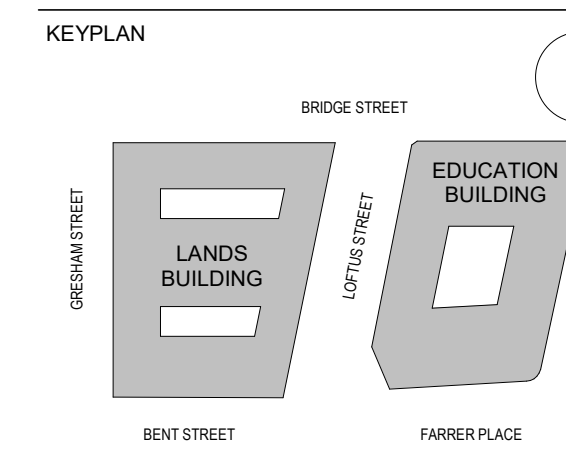 KEYPLAN
BRIDGE STREET
EDUCATION
BUILDING
GRESHAM STREET
LOFTUS STREET
LANDS
BUILDING
BENT STREET
FARRER PLACE